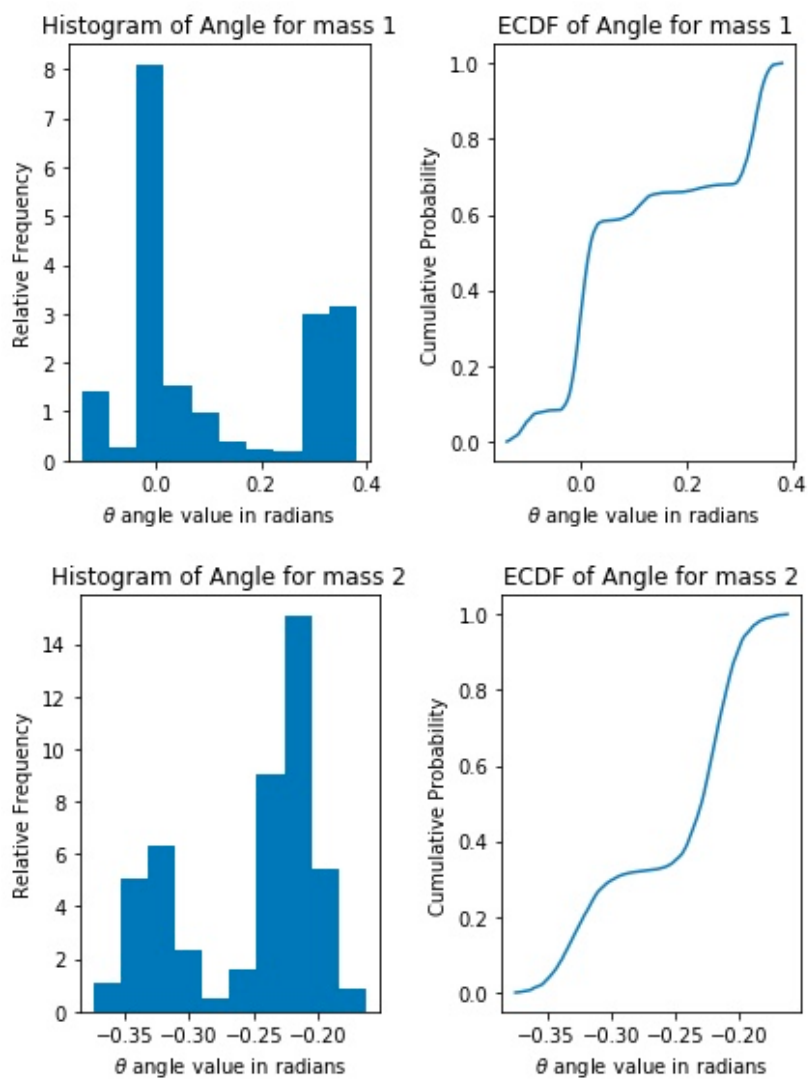 Histogram of Angle for mass 1
8
7
6
5
4
3
2
1
0
Relative Frequency
0.0 0.2 0.4
θ angle value in radians
ECDF of Angle for mass 1
1.0
0.8
0.6
0.4
0.2
0.0
Cumulative Probability
0.0 0.2 0.4
θ angle value in radians
Histogram of Angle for mass 2
14
12
10
8
6
4
2
0
Relative Frequency
−0.35 −0.30 −0.25 −0.20
θ angle value in radians
ECDF of Angle for mass 2
1.0
0.8
0.6
0.4
0.2
0.0
Cumulative Probability
−0.35 −0.30 −0.25 −0.20
θ angle value in radians